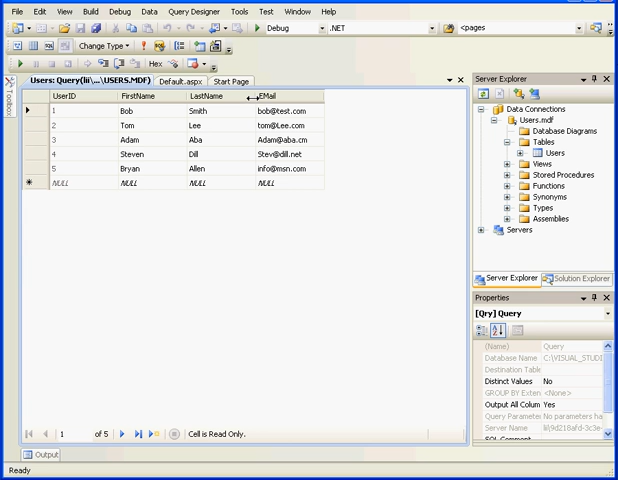 File Edit View Build Debug Data Query Designer Tools Test Window Help
Debug .NET <pages
Change Type
Hex
Users: Query(lil\...\USERS.MDF) Default.aspx Start Page
Toolbox
UserID FirstName LastName EMail
1 Bob Smith bob@test.com
2 Tom Lee tom@Lee.com
3 Adam Aba Adam@aba.cm
4 Steven Dill Stev@dill.net
5 Bryan Allen info@msn.com
NULL NULL NULL NULL
1 of 5 Cell is Read Only.
Server Explorer
Data Connections
Users.mdf
Database Diagrams
Tables
Users
Views
Stored Procedures
Functions
Synonyms
Types
Assemblies
Servers
Server Explorer Solution Explorer
Properties
[Qry] Query
(Name) Query
Database Name C:\VISUAL_STUDI
Destination Table
Distinct Values No
GROUP BY Exten <None>
Output All Colum Yes
Query Parameter No parameters ha
Server Name lil\9d218afd-3c3e-
SQL Comment
Output
Ready